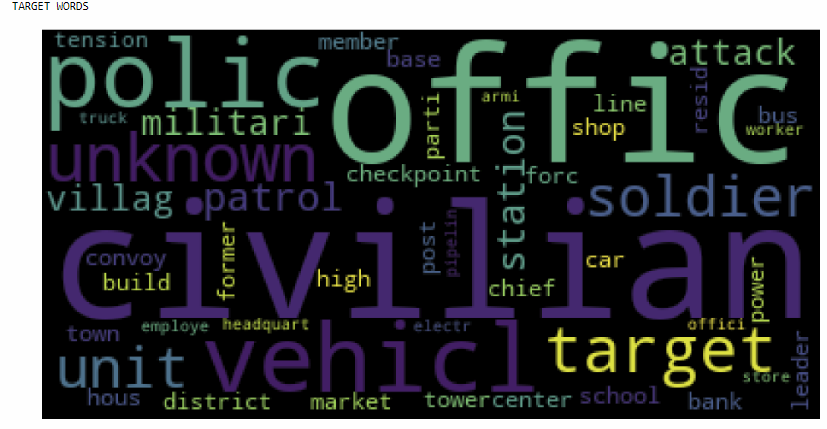 TARGET WORDS
tension
member
base
attack
polic
offic
truck
militari
parti
armi
line
shop
resid
bus
worker
unknown
checkpoint
station
forc
villag
patrol
soldier
civilian
convoy
build
former
high
post
pipelin
chief
car
power
town
employe
headquart
electr
offici
unit
vehicl
target
store
leader
hous
district
market
towercenter
school
bank